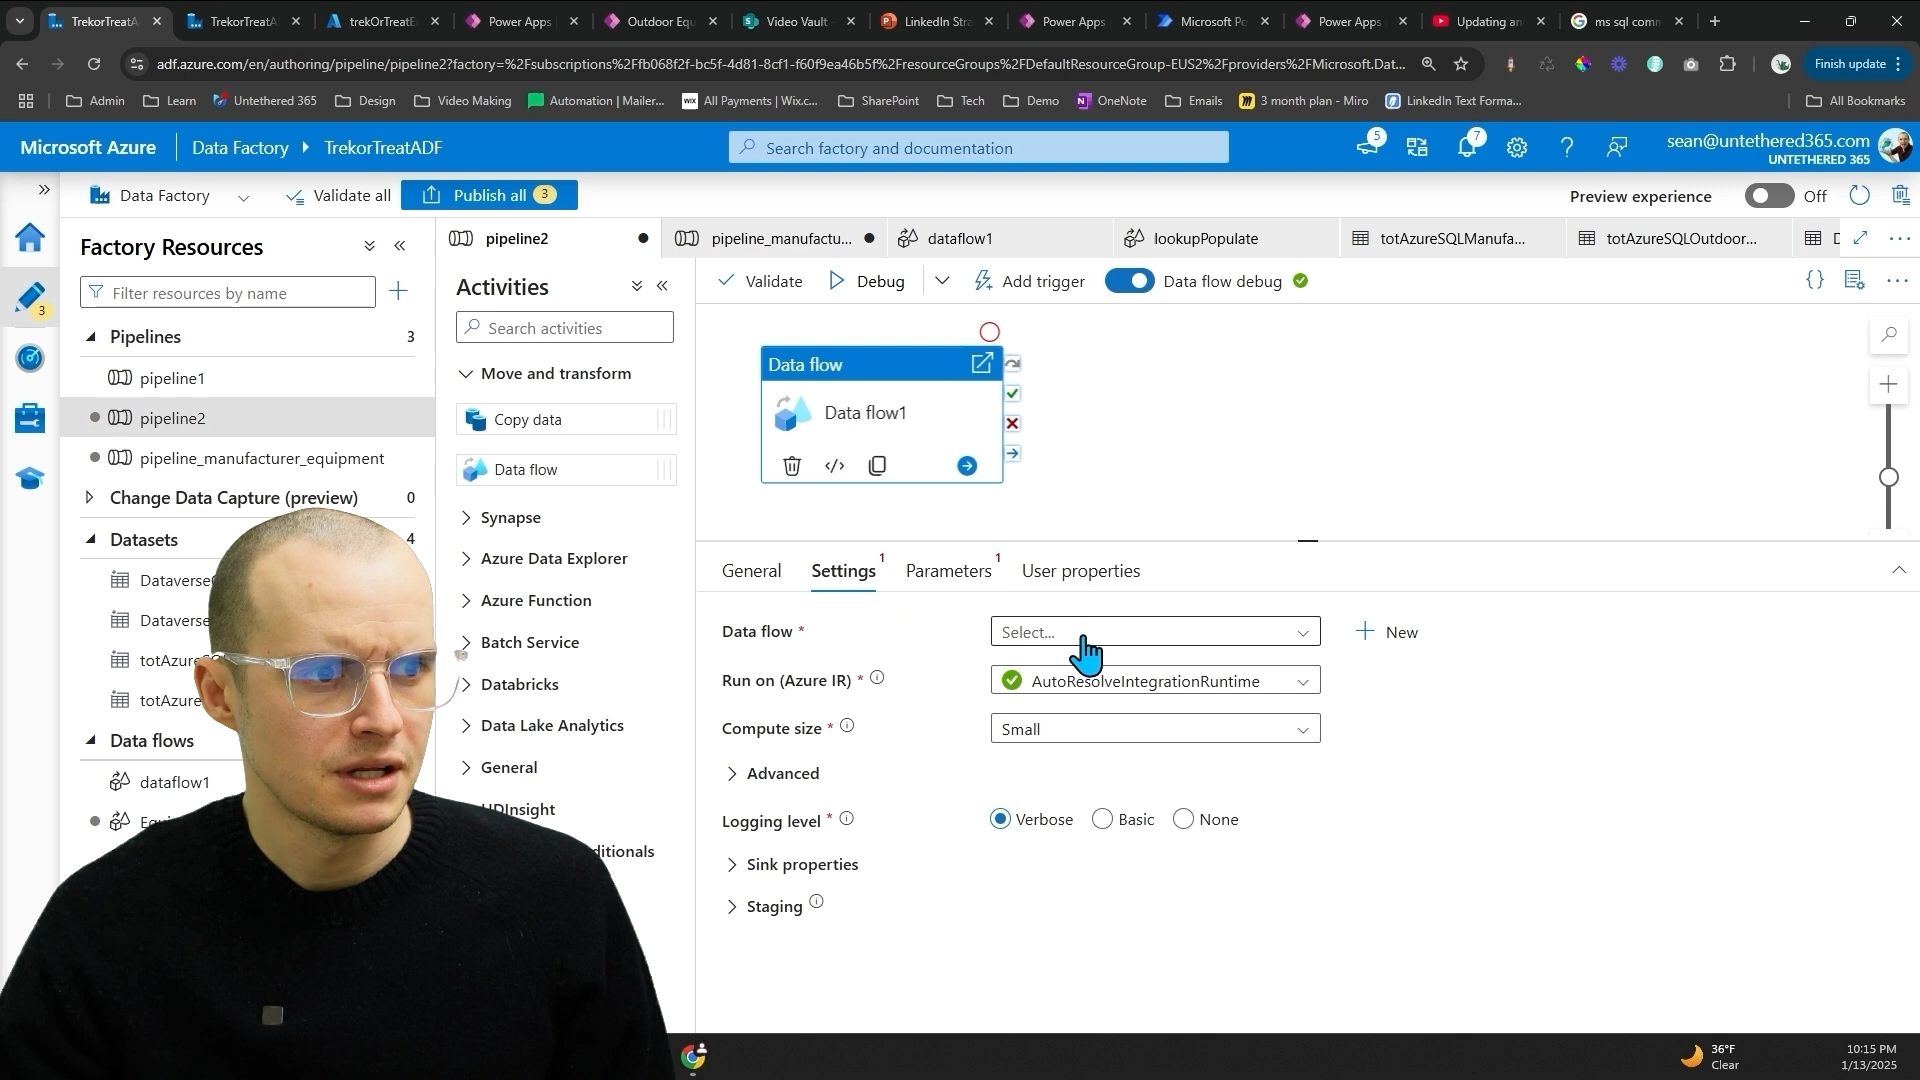 TrekorTreatA
TrekorTreatA
trekOrTreatEn
Power Apps
Outdoor Equ
Video Vault -
LinkedIn Stra
Power Apps
Microsoft Po
Power Apps
Updating an
ms sql comm
adf.azure.com/en/authoring/pipeline/pipeline2?factory=%2Fsubscriptions%2Ffb068f2f-bc5f-4d81-8cf1-f60f9ea46b5f%2FresourceGroups%2FDefaultResourceGroup-EUS2%2Fproviders%2FMicrosoft.Dat...
Finish update
Admin
Learn
Untethered 365
Design
Video Making
Automation | Mailer...
WiX
All Payments | Wix.c...
SharePoint
Tech
Demo
OneNote
Emails
3 month plan - Miro
LinkedIn Text Forma...
All Bookmarks
Microsoft Azure
Data Factory
TrekorTreatADF
Search factory and documentation
5
7
sean@untethered365.com
UNTETHERED 365
Data Factory
Validate all
Publish all 3
Preview experience
Off
3
Factory Resources
Filter resources by name
Pipelines 3
pipeline1
pipeline2
pipeline_manufacturer_equipment
Change Data Capture (preview) 0
Datasets 4
Data flows
dataflow1
pipeline2
pipeline_manufactu...
dataflow1
lookupPopulate
totAzureSQLManufa...
totAzureSQLOutdoor...
D
Activities
Search activities
Move and transform
Copy data
Data flow
Synapse
Azure Data Explorer
Azure Function
Batch Service
Databricks
Data Lake Analytics
General
HDInsight
Validate
Debug
Add trigger
Data flow debug
Data flow
Data flow1
General
Settings 1
Parameters 1
User properties
Data flow *
Select...
New
Run on (Azure IR) *
AutoResolveIntegrationRuntime
Compute size *
Small
Advanced
Logging level *
Verbose
Basic
None
Sink properties
Staging
36°F
Clear
10:15 PM
1/13/2025